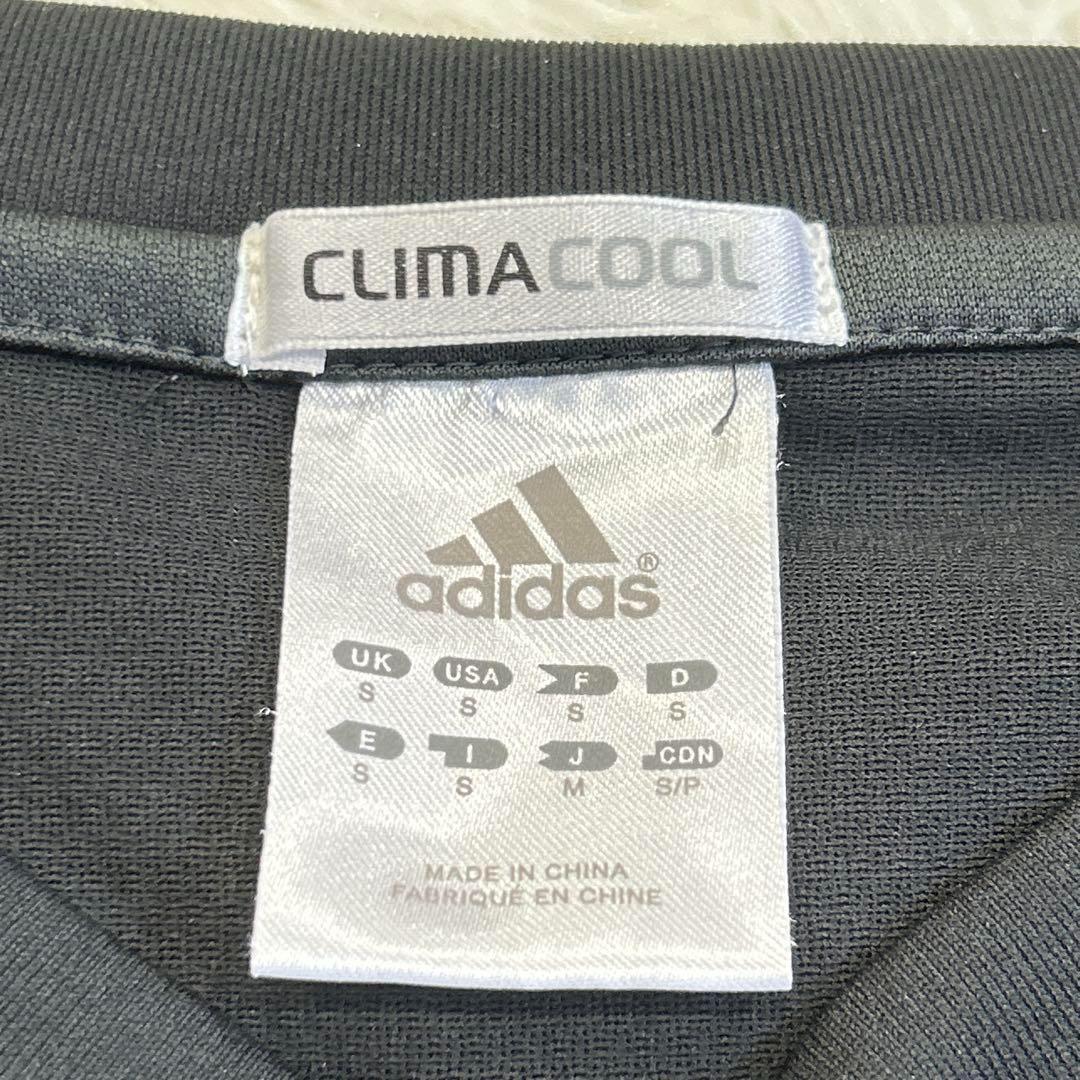 CLIMACOOL
adidas®
UK USA F D
S S S S
E I J CDN
S S M S/P
MADE IN CHINA
FABRIQUÉ EN CHINE